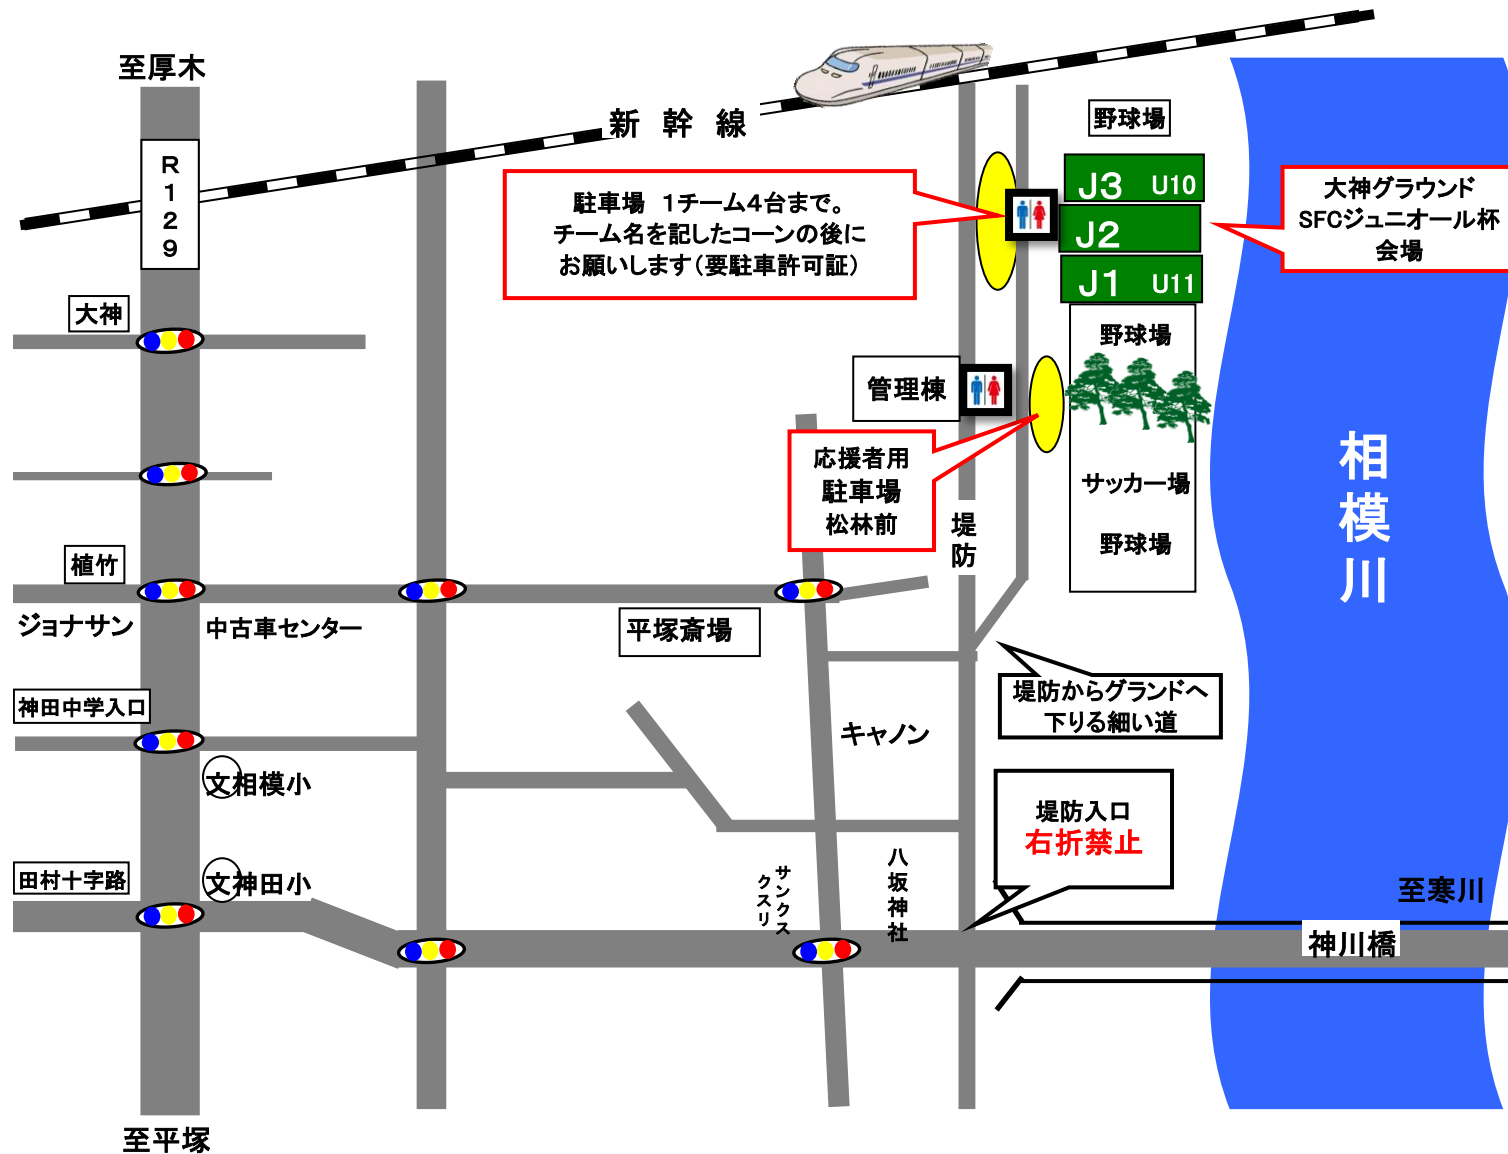 至厚木
新 幹 線
R
1
2
9
野球場
J3 U10
J2
J1 U11
大神グラウンド
SFCジュニオール杯
会場
駐車場 1チーム4台まで。
チーム名を記したコーンの後に
お願いします(要駐車許可証)
大神
野球場
管理棟
応援者用
駐車場
松林前
サッカー場
野球場
相
模
川
堤
防
植竹
ジョナサン
中古車センター
平塚斎場
堤防からグランドへ
下りる細い道
神田中学入口
キャノン
文相模小
堤防入口
右折禁止
田村十字路
文神田小
サンクス
クスリ
八坂神社
至寒川
神川橋
至平塚